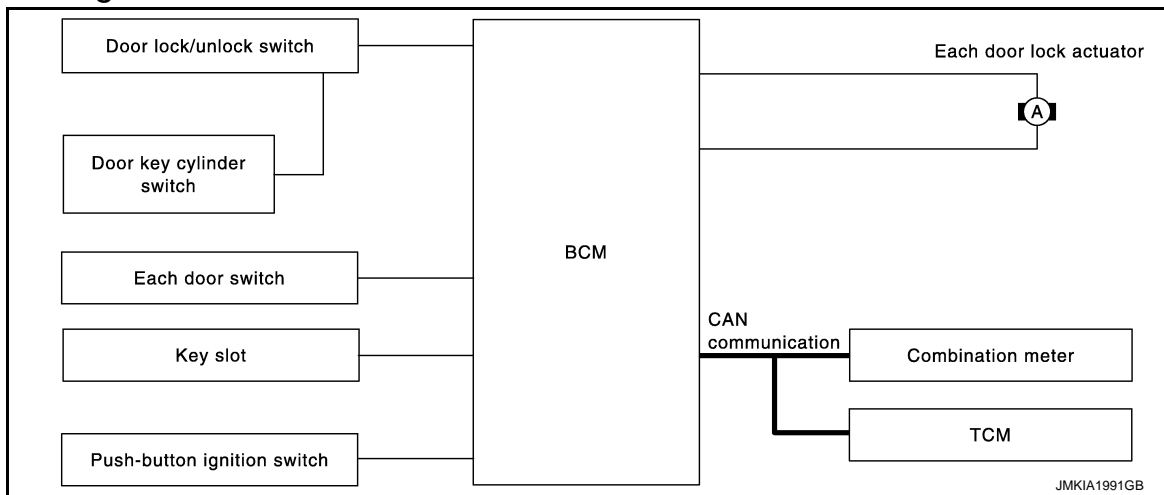 Door lock/unlock switch
Each door lock actuator
A
Door key cylinder
switch
BCM
Each door switch
CAN
communication
Key slot
Combination meter
TCM
Push-button ignition switch
JMKIA1991GB